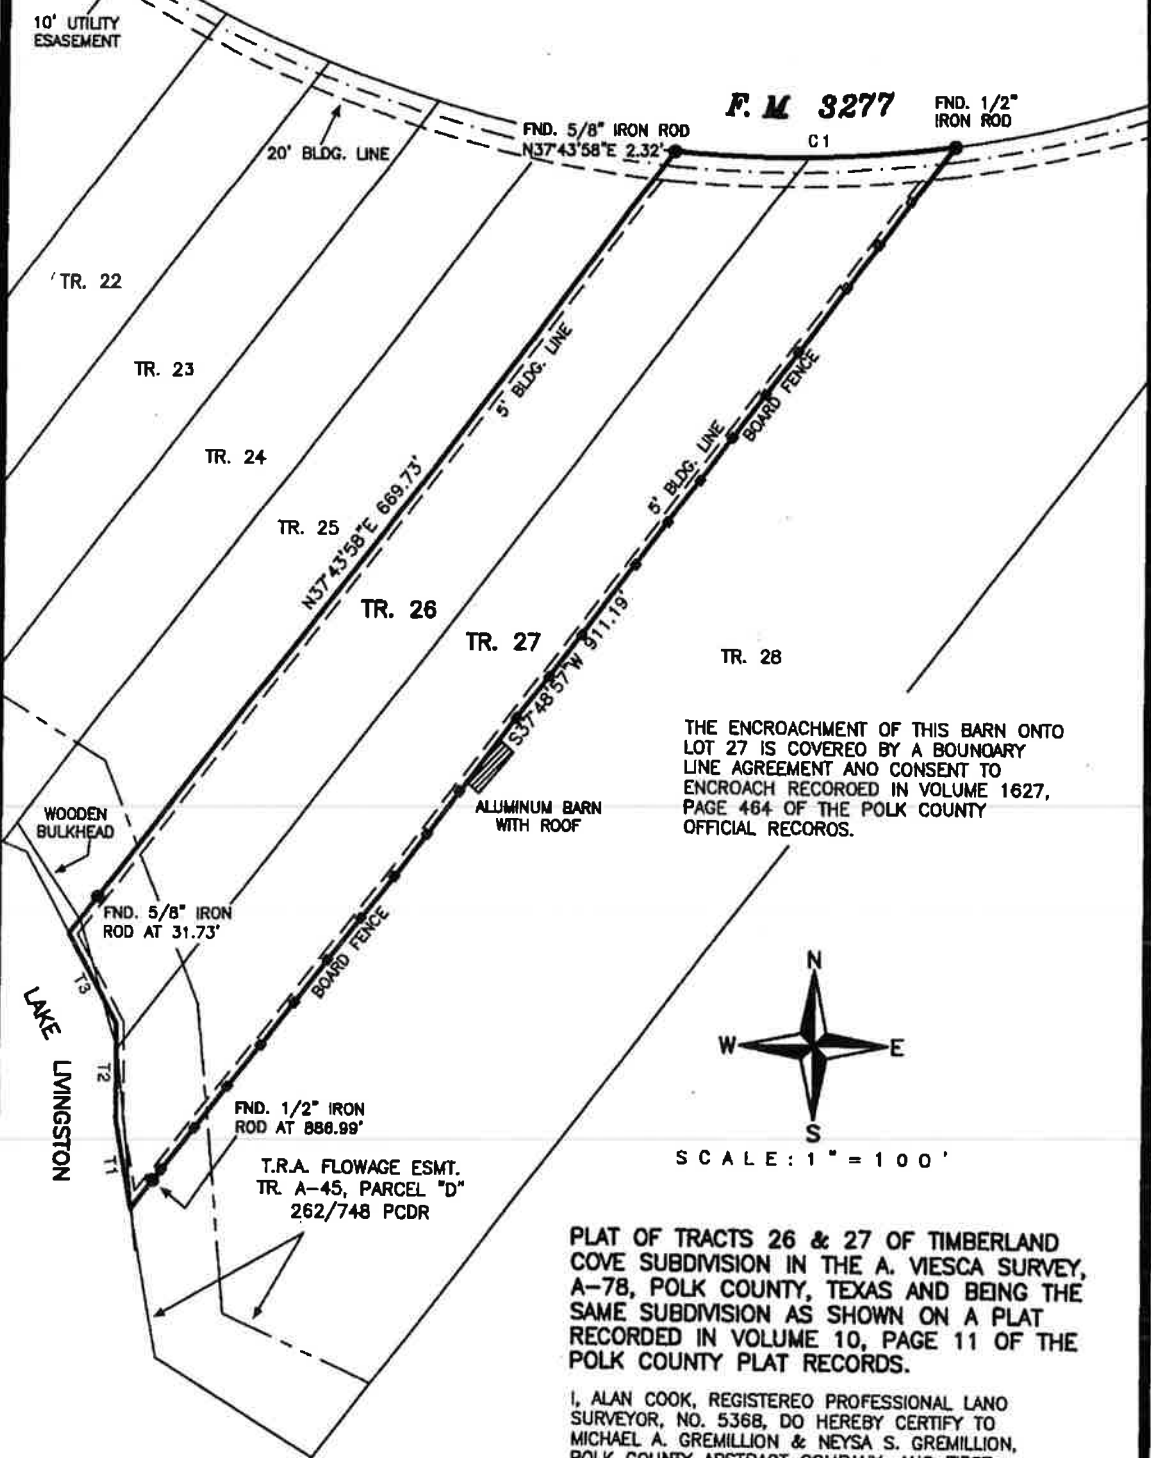 10' UTILITY
ESASEMENT
20' BLDG. LINE
FND. 5/8" IRON ROD
N37°43'58"E 2.32'
F. M 3277
C1
FND. 1/2"
IRON ROD
TR. 22
TR. 23
TR. 24
TR. 25
5' BLDG. LINE
N37°43'58"E 669.73'
TR. 26
TR. 27
BOARD FENCE
5' BLDG. LINE
S37°48'57"W 911.19'
TR. 28
THE ENCROACHMENT OF THIS BARN ONTO
LOT 27 IS COVERED BY A BOUNOARY
LINE AGREEMENT ANO CONSENT TO
ENCROACH RECOROED IN VOLUME 1627,
PAGE 464 OF THE POLK COUNTY
OFFICIAL RECOROS.
ALUMINUM BARN
WITH ROOF
WOODEN
BULKHEAD
FND. 5/8" IRON
ROD AT 31.73'
BOARD FENCE
T3
LAKE LIVINGSTON
T2
T1
FND. 1/2" IRON
ROD AT 886.99'
T.R.A. FLOWAGE ESMT.
TR. A-45, PARCEL "D"
262/748 PCDR
N
W
E
S
SCALE: 1" = 100'
PLAT OF TRACTS 26 & 27 OF TIMBERLAND
COVE SUBDIVISION IN THE A. VIESCA SURVEY,
A-78, POLK COUNTY, TEXAS AND BEING THE
SAME SUBDIVISION AS SHOWN ON A PLAT
RECORDED IN VOLUME 10, PAGE 11 OF THE
POLK COUNTY PLAT RECORDS.
I, ALAN COOK, REGISTEREO PROFESSIONAL LANO
SURVEYOR, NO. 5368, DO HEREBY CERTIFY TO
MICHAEL A. GREMILLION & NEYSA S. GREMILLION,
POLK COUNTY ABSTRACT COMPANY, AND